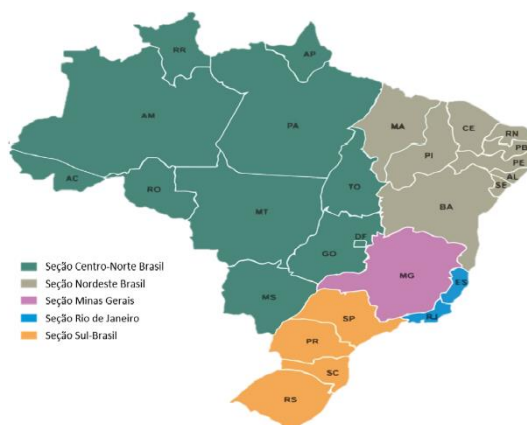 RR
AP
AM
PA
MA
CE
RN
PB
PE
AL
SE
PI
AC
RO
TO
MT
BA
DF
GO
MG
ES
MS
RJ
SP
PR
SC
RS
Seção Centro-Norte Brasil
Seção Nordeste Brasil
Seção Minas Gerais
Seção Rio de Janeiro
Seção Sul-Brasil